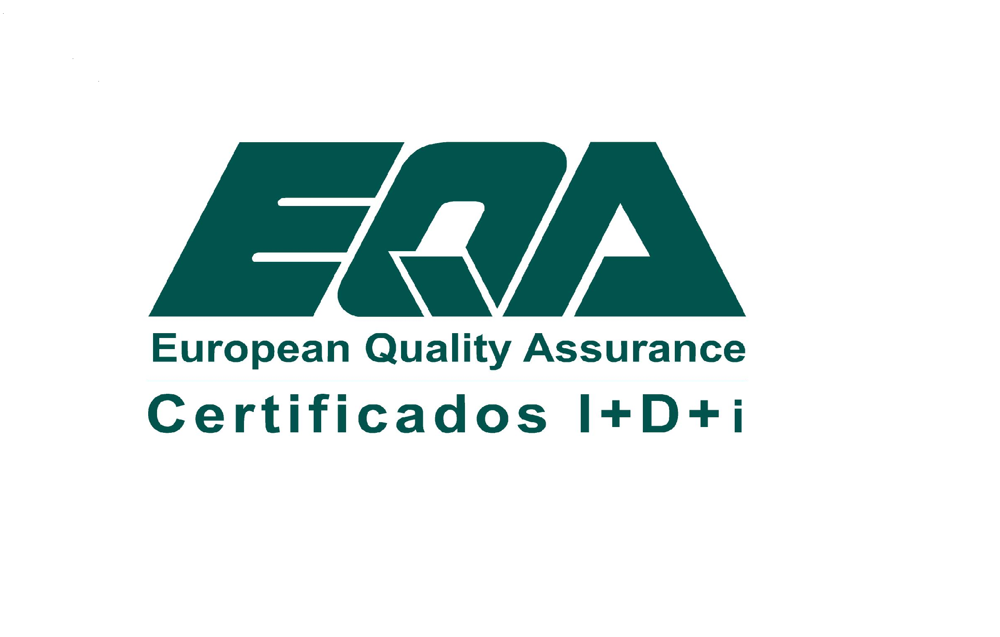 EQA
European Quality Assurance
Certificados I+D+i